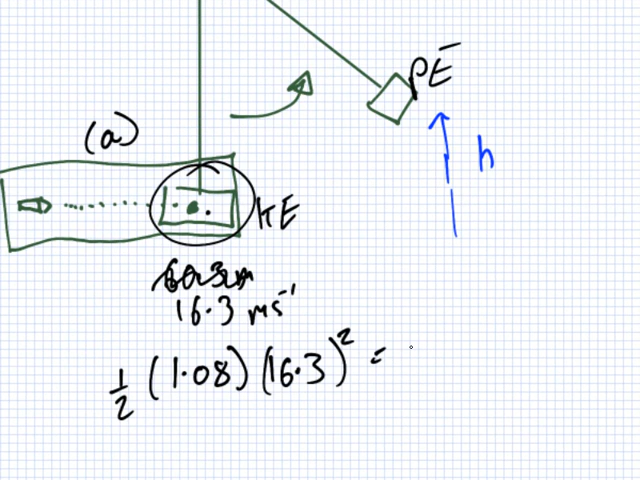 PE
(a)
h
KE
16.3 ms⁻¹
½ (1.08) (16.3)² =